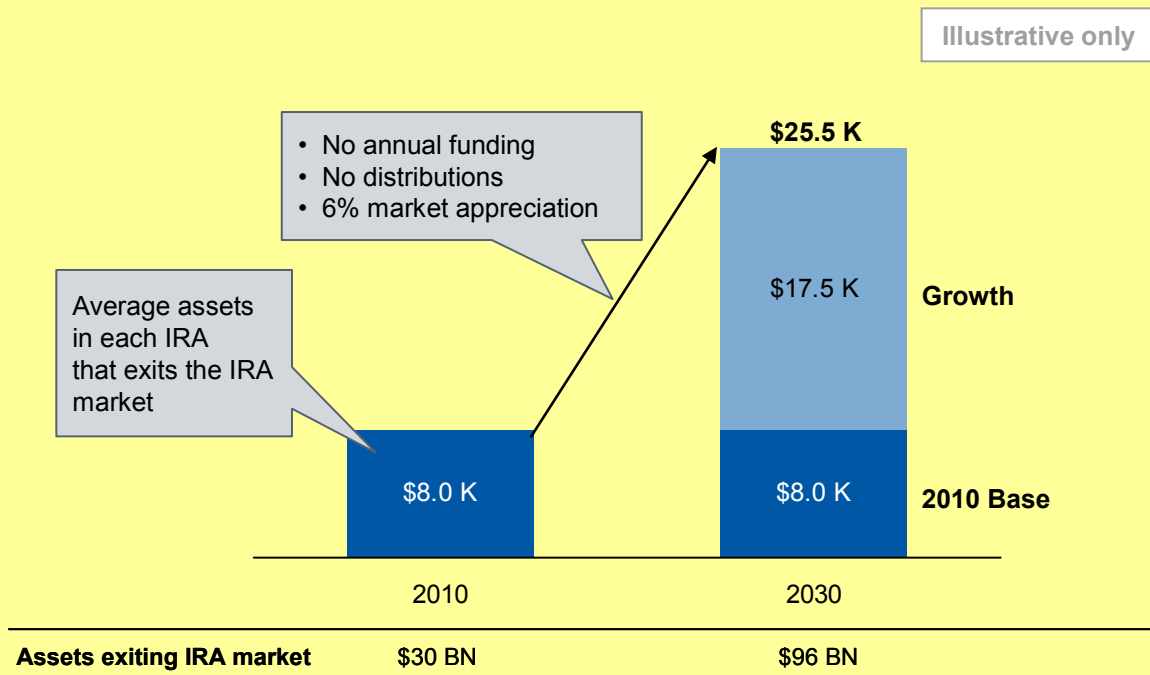 Illustrative only
• No annual funding
• No distributions
• 6% market appreciation
$25.5 K
Average assets
in each IRA
that exits the IRA
market
$17.5 K
Growth
$8.0 K
$8.0 K
2010 Base
2010
2030
Assets exiting IRA market $30 BN $96 BN